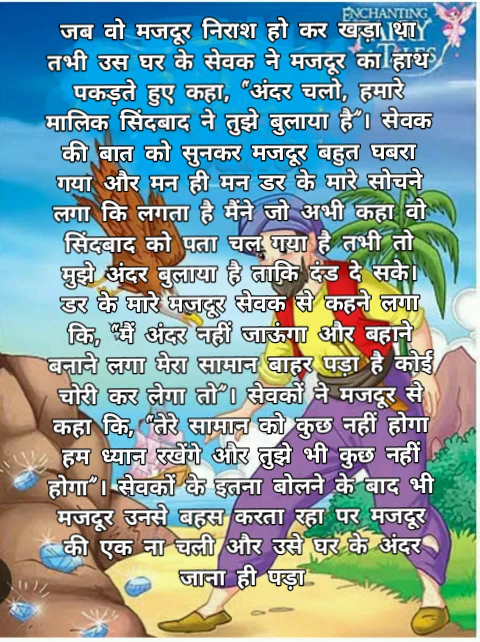 ENCHANTING
FAIRY
TALES
जब वो मजदूर निराश हो कर खड़ा था
तभी उस घर के सेवक ने मजदूर का हाथ
पकड़ते हुए कहा, "अंदर चलो, हमारे
मालिक सिंदबाद ने तुझे बुलाया है"। सेवक
की बात को सुनकर मजदूर बहुत घबरा
गया और मन ही मन डर के मारे सोचने
लगा कि लगता है मैंने जो अभी कहा वो
सिंदबाद को पता चल गया है तभी तो
मुझे अंदर बुलाया है ताकि दंड दे सके।
डर के मारे मजदूर सेवक से कहने लगा
कि, "मैं अंदर नहीं जाऊंगा और बहाने
बनाने लगा मेरा सामान बाहर पड़ा है कोई
चोरी कर लेगा तो"। सेवकों ने मजदूर से
कहा कि, "तेरे सामान को कुछ नहीं होगा
हम ध्यान रखेंगे और तुझे भी कुछ नहीं
होगा"। सेवकों के इतना बोलने के बाद भी
मजदूर उनसे बहस करता रहा पर मजदूर
की एक ना चली और उसे घर के अंदर
जाना ही पड़ा